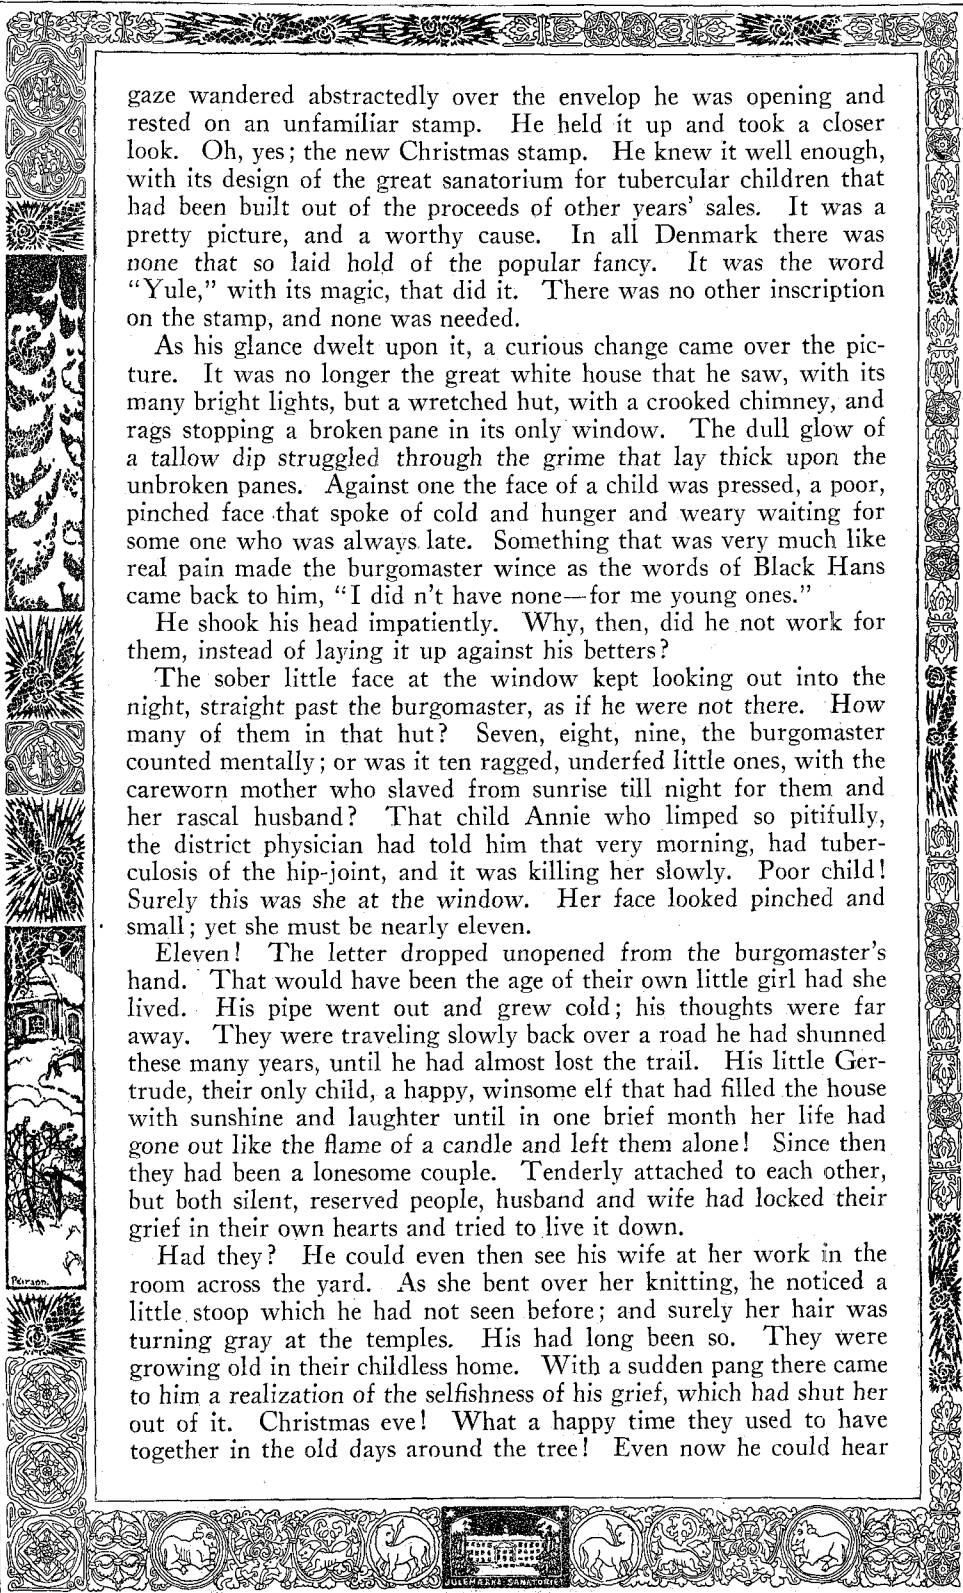 gaze wandered abstractedly over the envelop he was opening and
rested on an unfamiliar stamp. He held it up and took a closer
look. Oh, yes; the new Christmas stamp. He knew it well enough,
with its design of the great sanatorium for tubercular children that
had been built out of the proceeds of other years' sales. It was a
pretty picture, and a worthy cause. In all Denmark there was
none that so laid hold of the popular fancy. It was the word
"Yule," with its magic, that did it. There was no other inscription
on the stamp, and none was needed.
As his glance dwelt upon it, a curious change came over the pic-
ture. It was no longer the great white house that he saw, with its
many bright lights, but a wretched hut, with a crooked chimney, and
rags stopping a broken pane in its only window. The dull glow of
a tallow dip struggled through the grime that lay thick upon the
unbroken panes. Against one the face of a child was pressed, a poor,
pinched face that spoke of cold and hunger and weary waiting for
some one who was always late. Something that was very much like
real pain made the burgomaster wince as the words of Black Hans
came back to him, "I did n't have none—for me young ones."
He shook his head impatiently. Why, then, did he not work for
them, instead of laying it up against his betters?
The sober little face at the window kept looking out into the
night, straight past the burgomaster, as if he were not there. How
many of them in that hut? Seven, eight, nine, the burgomaster
counted mentally; or was it ten ragged, underfed little ones, with the
careworn mother who slaved from sunrise till night for them and
her rascal husband? That child Annie who limped so pitifully,
the district physician had told him that very morning, had tuber-
culosis of the hip-joint, and it was killing her slowly. Poor child!
Surely this was she at the window. Her face looked pinched and
small; yet she must be nearly eleven.
Eleven! The letter dropped unopened from the burgomaster's
hand. That would have been the age of their own little girl had she
lived. His pipe went out and grew cold; his thoughts were far
away. They were traveling slowly back over a road he had shunned
these many years, until he had almost lost the trail. His little Ger-
trude, their only child, a happy, winsome elf that had filled the house
with sunshine and laughter until in one brief month her life had
gone out like the flame of a candle and left them alone! Since then
they had been a lonesome couple. Tenderly attached to each other,
but both silent, reserved people, husband and wife had locked their
grief in their own hearts and tried to live it down.
Had they? He could even then see his wife at her work in the
room across the yard. As she bent over her knitting, he noticed a
little stoop which he had not seen before; and surely her hair was
turning gray at the temples. His had long been so. They were
growing old in their childless home. With a sudden pang there came
to him a realization of the selfishness of his grief, which had shut her
out of it. Christmas eve! What a happy time they used to have
together in the old days around the tree! Even now he could hear